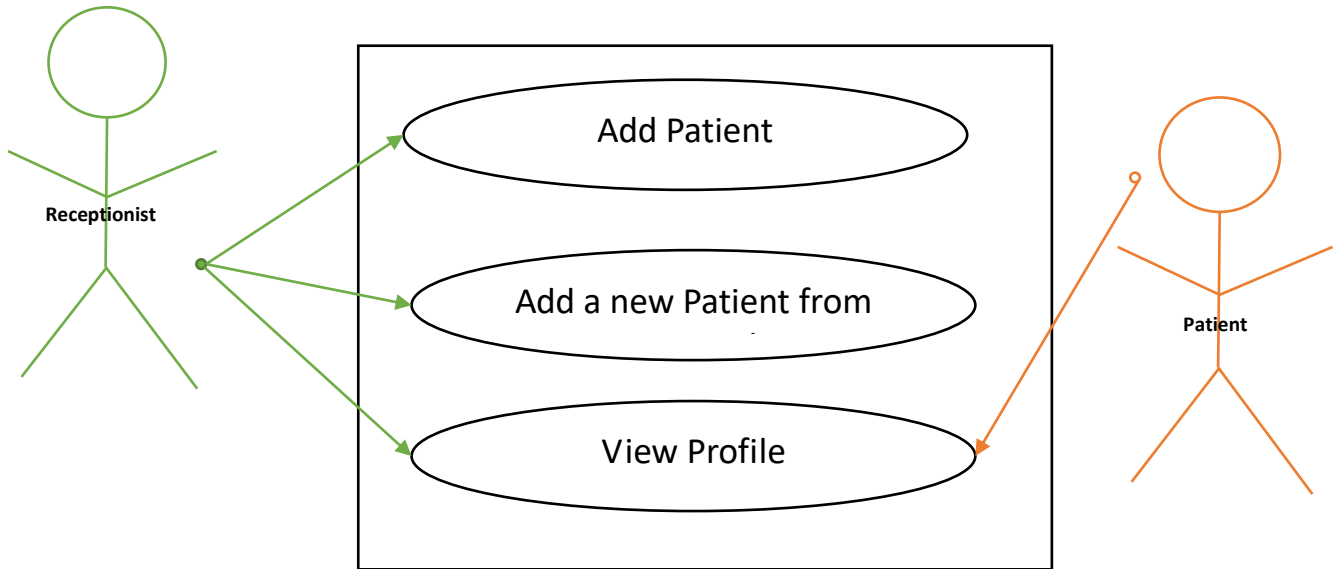 Add Patient
Receptionist
Add a new Patient from
Patient
View Profile